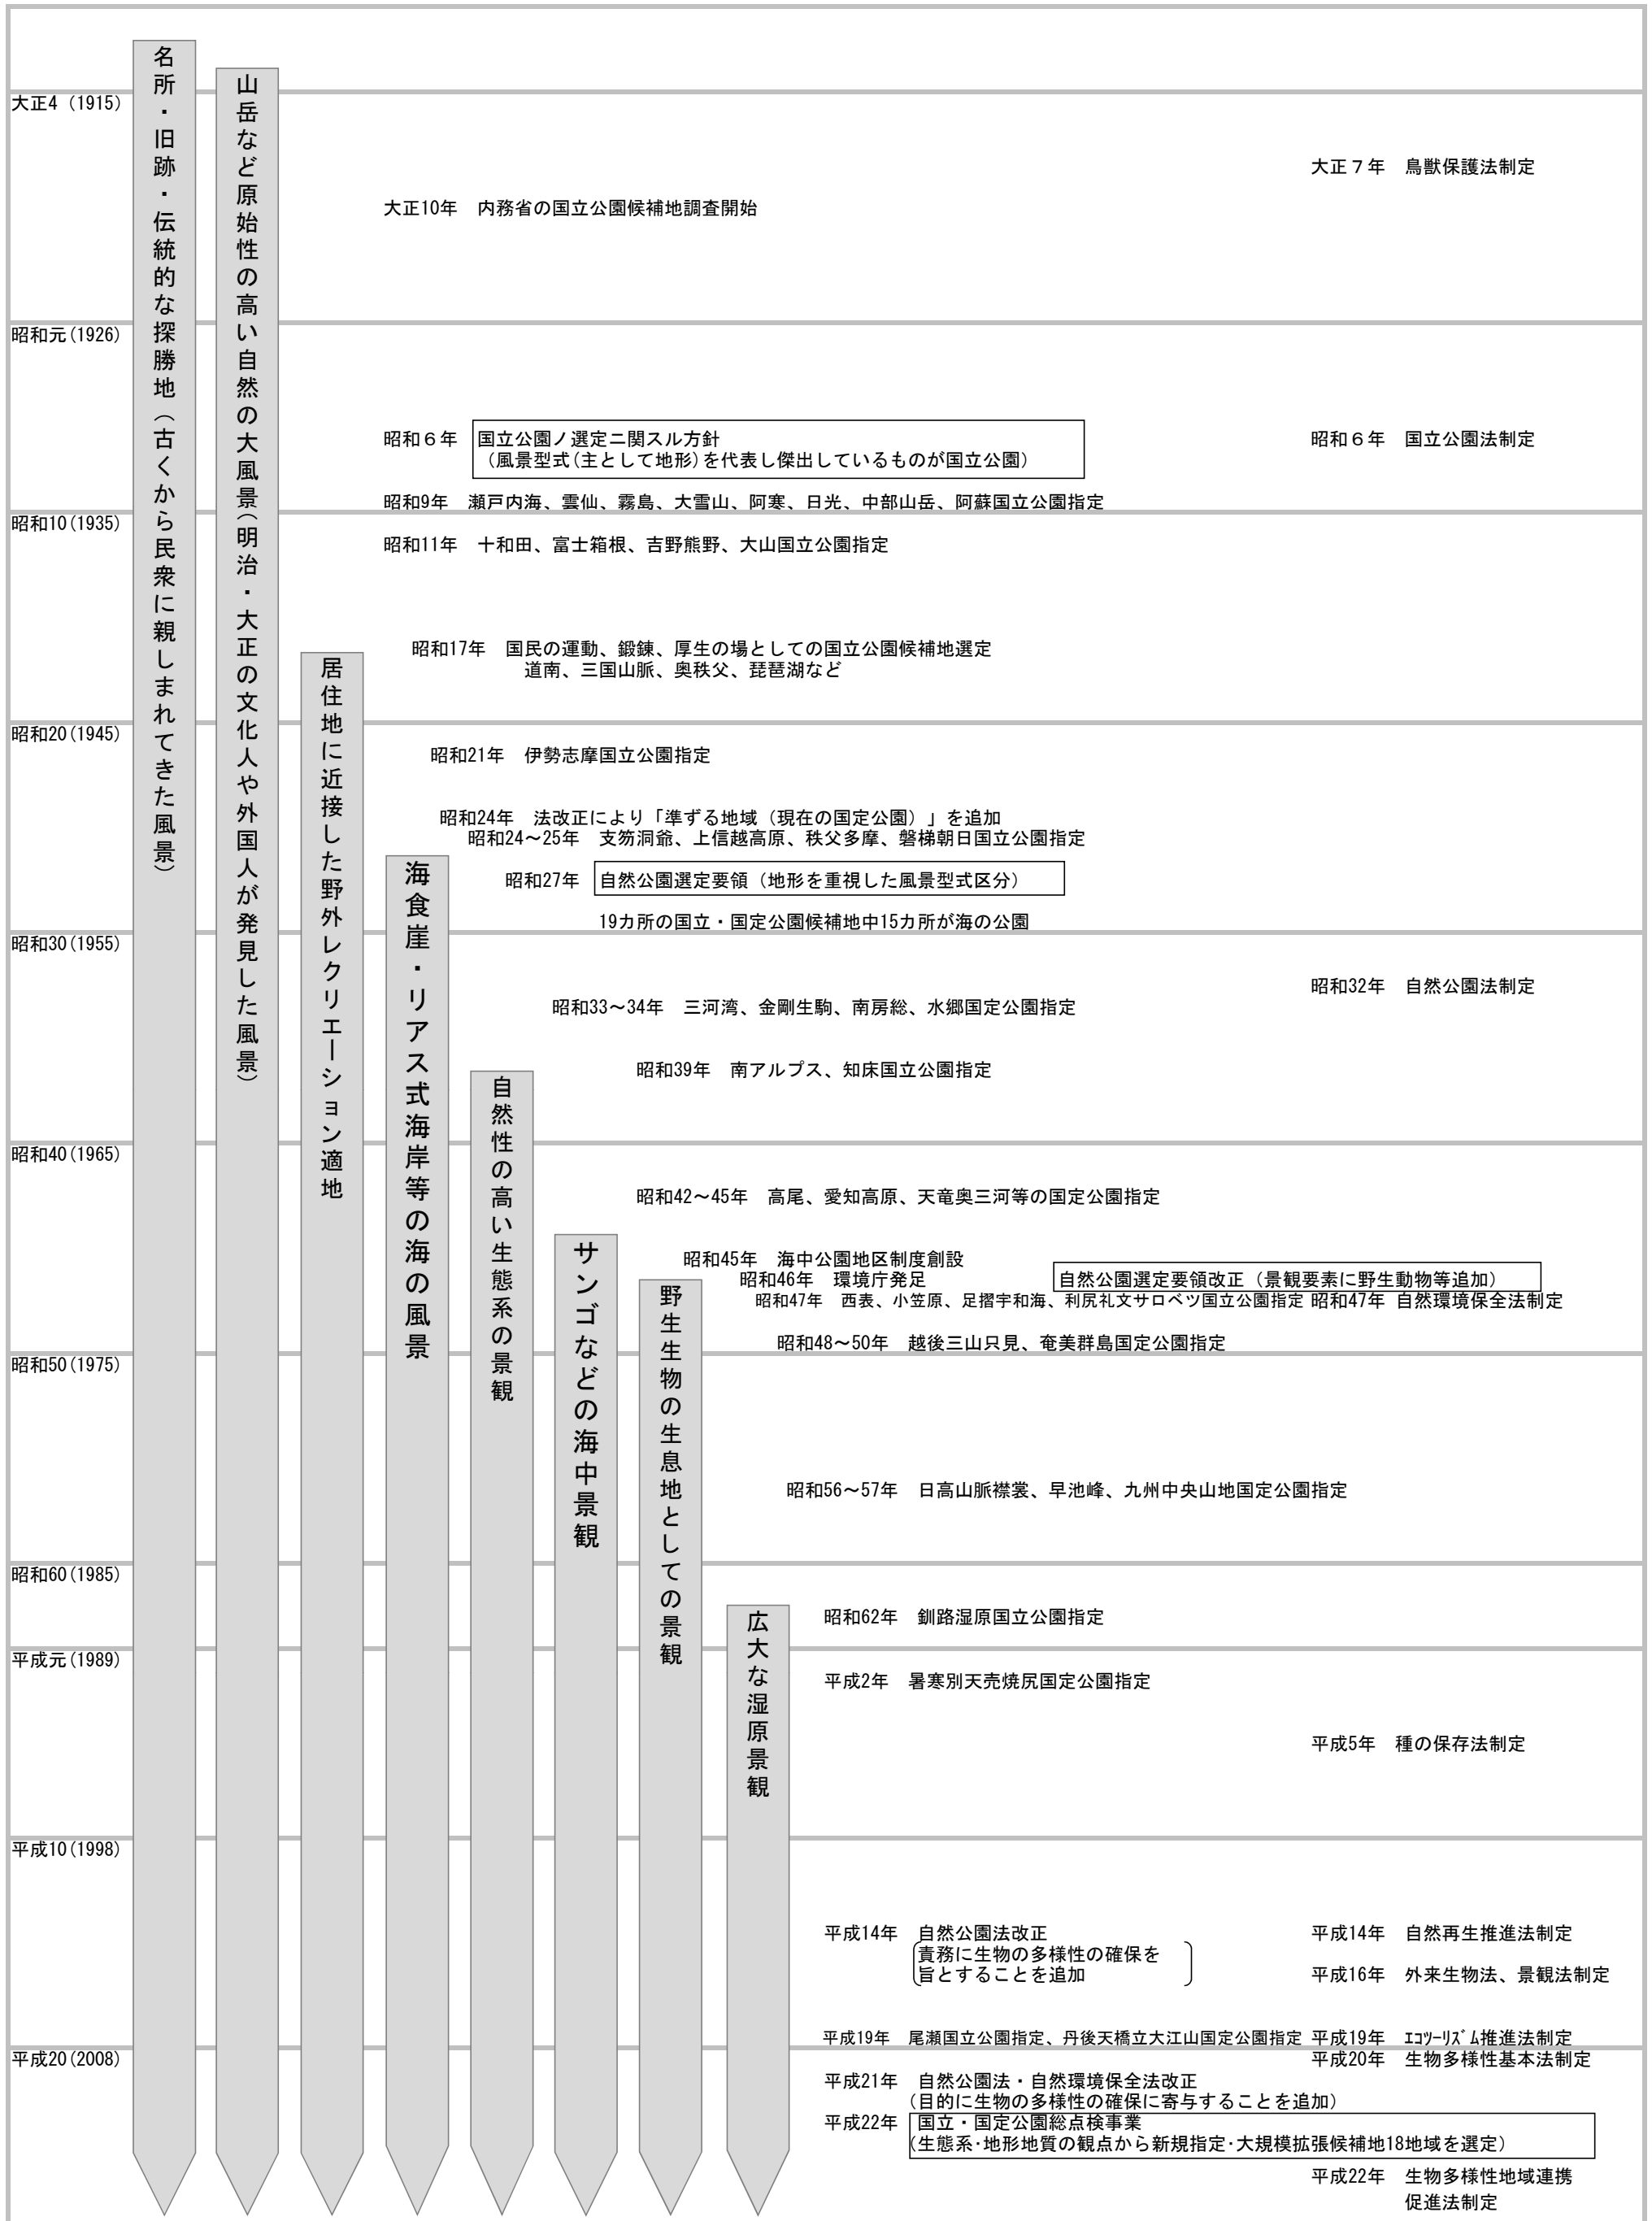 名所・旧跡・伝統的な探勝地（古くから民衆に親しまれてきた風景）
山岳など原始性の高い自然の大風景（明治・大正の文化人や外国人が発見した風景）
居住地に近接した野外レクリエーション適地
海食崖・リアス式海岸等の海の風景
自然性の高い生態系の景観
サンゴなどの海中景観
野生生物の生息地としての景観
広大な湿原景観
大正4（1915）
大正７年　鳥獣保護法制定
大正10年　内務省の国立公園候補地調査開始
昭和元(1926)
昭和６年　国立公園ノ選定ニ関スル方針
（風景型式(主として地形)を代表し傑出しているものが国立公園）
昭和６年　国立公園法制定
昭和9年　瀬戸内海、雲仙、霧島、大雪山、阿寒、日光、中部山岳、阿蘇国立公園指定
昭和10(1935)
昭和11年　十和田、富士箱根、吉野熊野、大山国立公園指定
昭和17年　国民の運動、鍛錬、厚生の場としての国立公園候補地選定
道南、三国山脈、奥秩父、琵琶湖など
昭和20(1945)
昭和21年　伊勢志摩国立公園指定
昭和24年　法改正により「準ずる地域（現在の国定公園）」を追加
昭和24～25年　支笏洞爺、上信越高原、秩父多摩、磐梯朝日国立公園指定
昭和27年　自然公園選定要領（地形を重視した風景型式区分）
19カ所の国立・国定公園候補地中15カ所が海の公園
昭和30(1955)
昭和32年　自然公園法制定
昭和33～34年　三河湾、金剛生駒、南房総、水郷国定公園指定
昭和39年　南アルプス、知床国立公園指定
昭和40(1965)
昭和42～45年　高尾、愛知高原、天竜奥三河等の国定公園指定
昭和45年　海中公園地区制度創設
昭和46年　環境庁発足
自然公園選定要領改正（景観要素に野生動物等追加）
昭和47年　西表、小笠原、足摺宇和海、利尻礼文サロベツ国立公園指定
昭和47年 自然環境保全法制定
昭和48～50年　越後三山只見、奄美群島国定公園指定
昭和50(1975)
昭和56～57年　日高山脈襟裳、早池峰、九州中央山地国定公園指定
昭和60(1985)
昭和62年　釧路湿原国立公園指定
平成元(1989)
平成2年　暑寒別天売焼尻国定公園指定
平成5年　種の保存法制定
平成10(1998)
平成14年　自然公園法改正
責務に生物の多様性の確保を
旨とすることを追加
平成14年　自然再生推進法制定
平成16年　外来生物法、景観法制定
平成19年　尾瀬国立公園指定、丹後天橋立大江山国定公園指定
平成19年　ｴｺﾂｰﾘｽﾞﾑ推進法制定
平成20(2008)
平成20年　生物多様性基本法制定
平成21年　自然公園法・自然環境保全法改正
（目的に生物の多様性の確保に寄与することを追加）
平成22年　国立・国定公園総点検事業
(生態系･地形地質の観点から新規指定･大規模拡張候補地18地域を選定）
平成22年　生物多様性地域連携
促進法制定